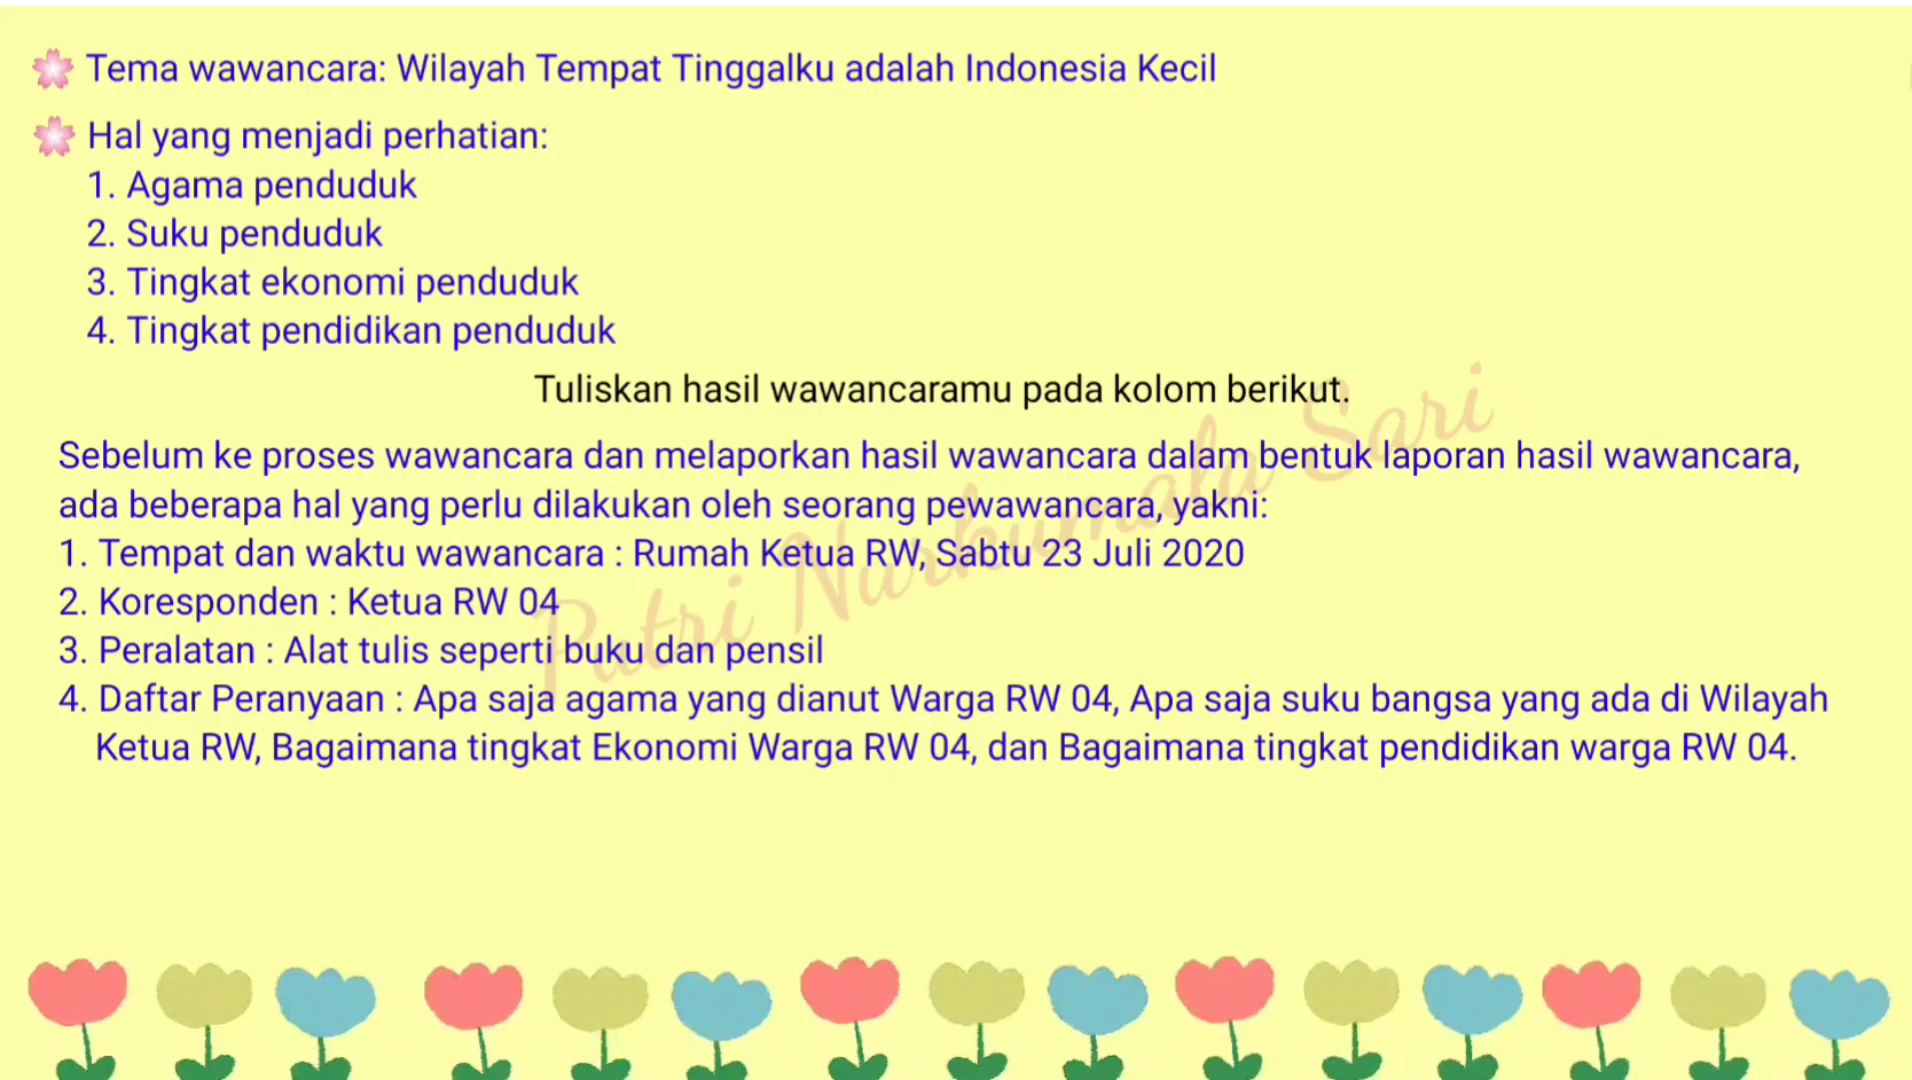 Tema wawancara: Wilayah Tempat Tinggalku adalah Indonesia Kecil
Hal yang menjadi perhatian:
1. Agama penduduk
2. Suku penduduk
3. Tingkat ekonomi penduduk
4. Tingkat pendidikan penduduk
Tuliskan hasil wawancaramu pada kolom berikut.
Sebelum ke proses wawancara dan melaporkan hasil wawancara dalam bentuk laporan hasil wawancara,
ada beberapa hal yang perlu dilakukan oleh seorang pewawancara, yakni:
1. Tempat dan waktu wawancara : Rumah Ketua RW, Sabtu 23 Juli 2020
2. Koresponden : Ketua RW 04
3. Peralatan : Alat tulis seperti buku dan pensil
4. Daftar Peranyaan : Apa saja agama yang dianut Warga RW 04, Apa saja suku bangsa yang ada di Wilayah
Ketua RW, Bagaimana tingkat Ekonomi Warga RW 04, dan Bagaimana tingkat pendidikan warga RW 04.
Putri Narkumala Sari